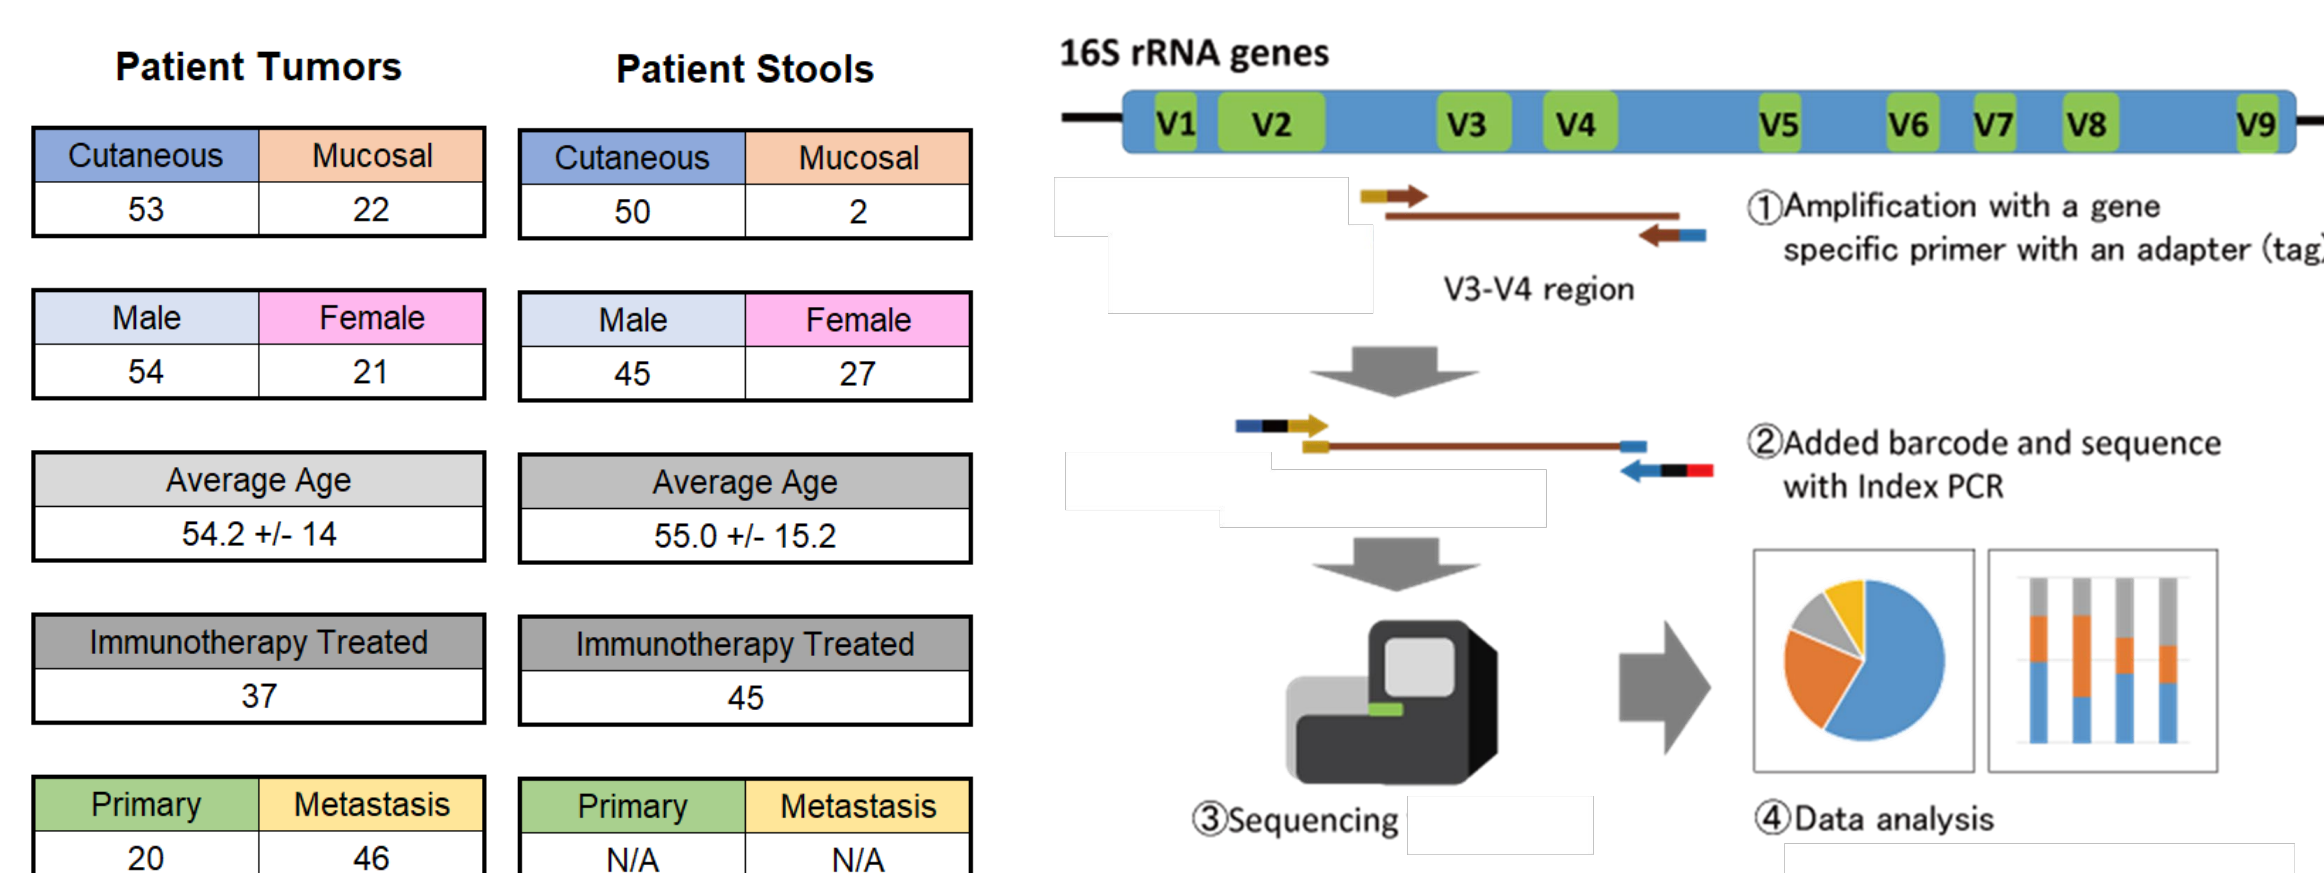 Patient Tumors
Cutaneous Mucosal
53 22
Male Female
54 21
Average Age
54.2 +/- 14
Immunotherapy Treated
37
Primary Metastasis
20 46
Patient Stools
Cutaneous Mucosal
50 2
Male Female
45 27
Average Age
55.0 +/- 15.2
Immunotherapy Treated
45
Primary Metastasis
N/A N/A
16S rRNA genes
V1 V2 V3 V4 V5 V6 V7 V8 V9
①Amplification with a gene
specific primer with an adapter (tag)
V3-V4 region
②Added barcode and sequence
with Index PCR
③Sequencing
④Data analysis